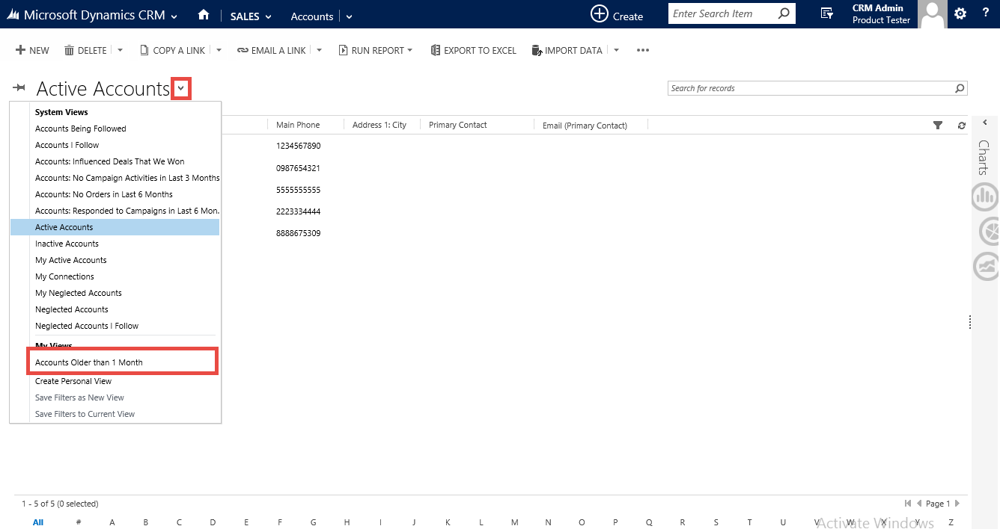 Microsoft Dynamics CRM SALES Accounts Create Enter Search Item CRM Admin ?
Product Tester
NEW DELETE COPY A LINK EMAIL A LINK RUN REPORT EXPORT TO EXCEL IMPORT DATA •••
Active Accounts Search for records
System Views
Accounts Being Followed
Accounts I Follow
Accounts: Influenced Deals That We Won
Accounts: No Campaign Activities in Last 3 Months
Accounts: No Orders in Last 6 Months
Accounts: Responded to Campaigns in Last 6 Mon.
Active Accounts
Inactive Accounts
My Active Accounts
My Connections
My Neglected Accounts
Neglected Accounts
Neglected Accounts I Follow
My Views
Accounts Older than 1 Month
Create Personal View
Save Filters as New View
Save Filters to Current View
Main Phone Address 1: City Primary Contact Email (Primary Contact)
1234567890
0987654321
5555555555
2223334444
8888675309
Charts
1 - 5 of 5 (0 selected) Page 1
All # A B C D E F G H I J K L M N O P Q R S T U V W X Y Z
Activate Windows